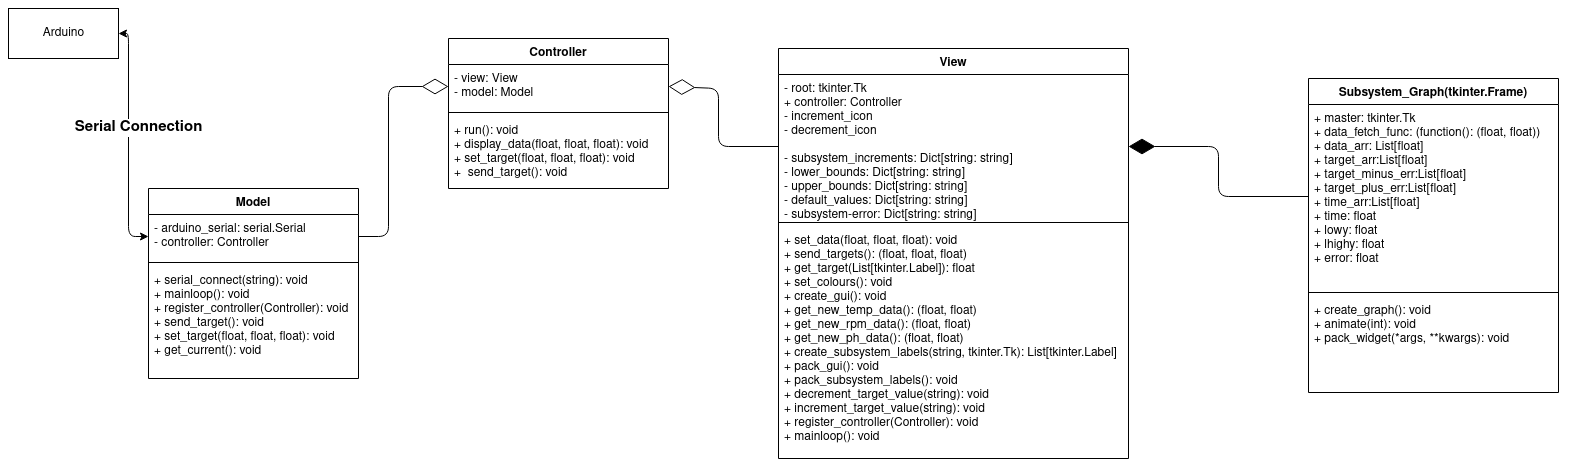 Arduino
Serial Connection
Model
- arduino_serial: serial.Serial
- controller: Controller
+ serial_connect(string): void
+ mainloop(): void
+ register_controller(Controller): void
+ send_target(): void
+ set_target(float, float, float): void
+ get_current(): void
Controller
- view: View
- model: Model
+ run(): void
+ display_data(float, float, float): void
+ set_target(float, float, float): void
+  send_target(): void
View
- root: tkinter.Tk
+ controller: Controller
- increment_icon
- decrement_icon
- subsystem_increments: Dict[string: string]
- lower_bounds: Dict[string: string]
- upper_bounds: Dict[string: string]
- default_values: Dict[string: string]
- subsystem-error: Dict[string: string]
+ set_data(float, float, float): void
+ send_targets(): (float, float, float)
+ get_target(List[tkinter.Label]): float
+ set_colours(): void
+ create_gui(): void
+ get_new_temp_data(): (float, float)
+ get_new_rpm_data(): (float, float)
+ get_new_ph_data(): (float, float)
+ create_subsystem_labels(string, tkinter.Tk): List[tkinter.Label]
+ pack_gui(): void
+ pack_subsystem_labels(): void
+ decrement_target_value(string): void
+ increment_target_value(string): void
+ register_controller(Controller): void
+ mainloop(): void
Subsystem_Graph(tkinter.Frame)
+ master: tkinter.Tk
+ data_fetch_func: (function(): (float, float))
+ data_arr: List[float]
+ target_arr:List[float]
+ target_minus_err:List[float]
+ target_plus_err:List[float]
+ time_arr:List[float]
+ time: float
+ lowy: float
+ lhighy: float
+ error: float
+ create_graph(): void
+ animate(int): void
+ pack_widget(*args, **kwargs): void